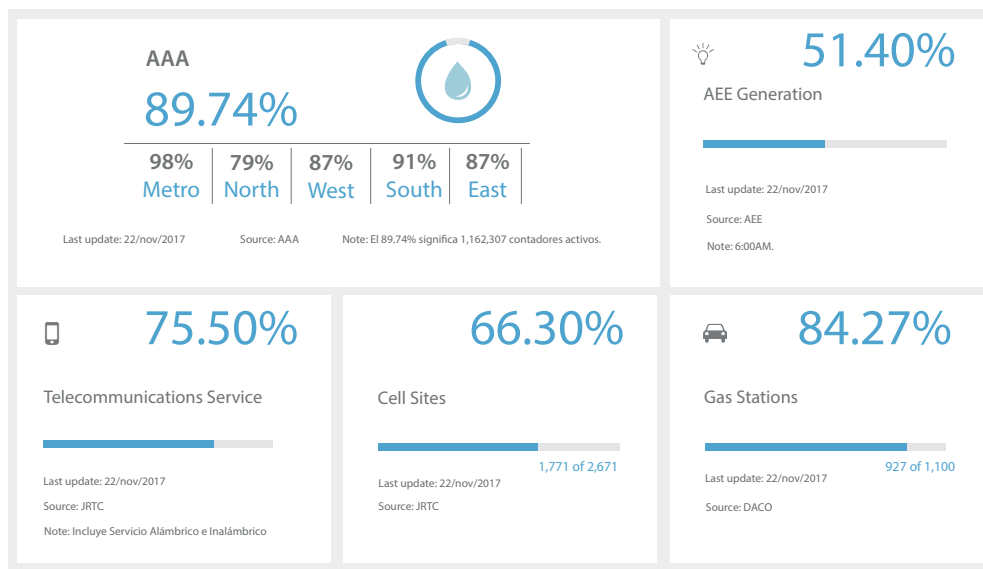 AAA
89.74%
98% 79% 87% 91% 87%
Metro North West South East
Last update: 22/nov/2017 Source: AAA Note: El 89.74% significa 1,162,307 contadores activos.
51.40%
AEE Generation
Last update: 22/nov/2017
Source: AEE
Note: 6:00AM.
75.50%
Telecommunications Service
Last update: 22/nov/2017
Source: JRTC
Note: Incluye Servicio Alámbrico e Inalámbrico
66.30%
Cell Sites
1,771 of 2,671
Last update: 22/nov/2017
Source: JRTC
84.27%
Gas Stations
927 of 1,100
Last update: 22/nov/2017
Source: DACO